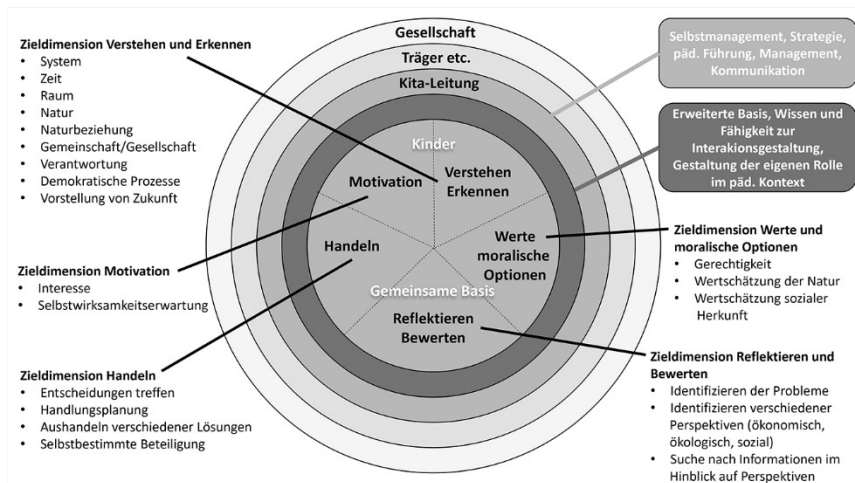 Zieldimension Verstehen und Erkennen
• System
• Zeit
• Raum
• Natur
• Naturbeziehung
• Gemeinschaft/Gesellschaft
• Verantwortung
• Demokratische Prozesse
• Vorstellung von Zukunft
Zieldimension Motivation
• Interesse
• Selbstwirksamkeitserwartung
Zieldimension Handeln
• Entscheidungen treffen
• Handlungsplanung
• Aushandeln verschiedener Lösungen
• Selbstbestimmte Beteiligung
Gesellschaft
Träger etc.
Kita-Leitung
Kinder
Motivation
Verstehen
Erkennen
Handeln
Werte
moralische
Optionen
Gemeinsame Basis
Reflektieren
Bewerten
Selbstmanagement, Strategie,
päd. Führung, Management,
Kommunikation
Erweiterte Basis, Wissen und
Fähigkeit zur
Interakionsgestaltung,
Gestaltung der eigenen Rolle
im päd. Kontext
Zieldimension Werte und
moralische Optionen
• Gerechtigkeit
• Wertschätzung der Natur
• Wertschätzung sozialer
Herkunft
Zieldimension Reflektieren und
Bewerten
• Identifizieren der Probleme
• Identifizieren verschiedener
Perspektiven (ökonomisch,
ökologisch, sozial)
• Suche nach Informationen im
Hinblick auf Perspektiven